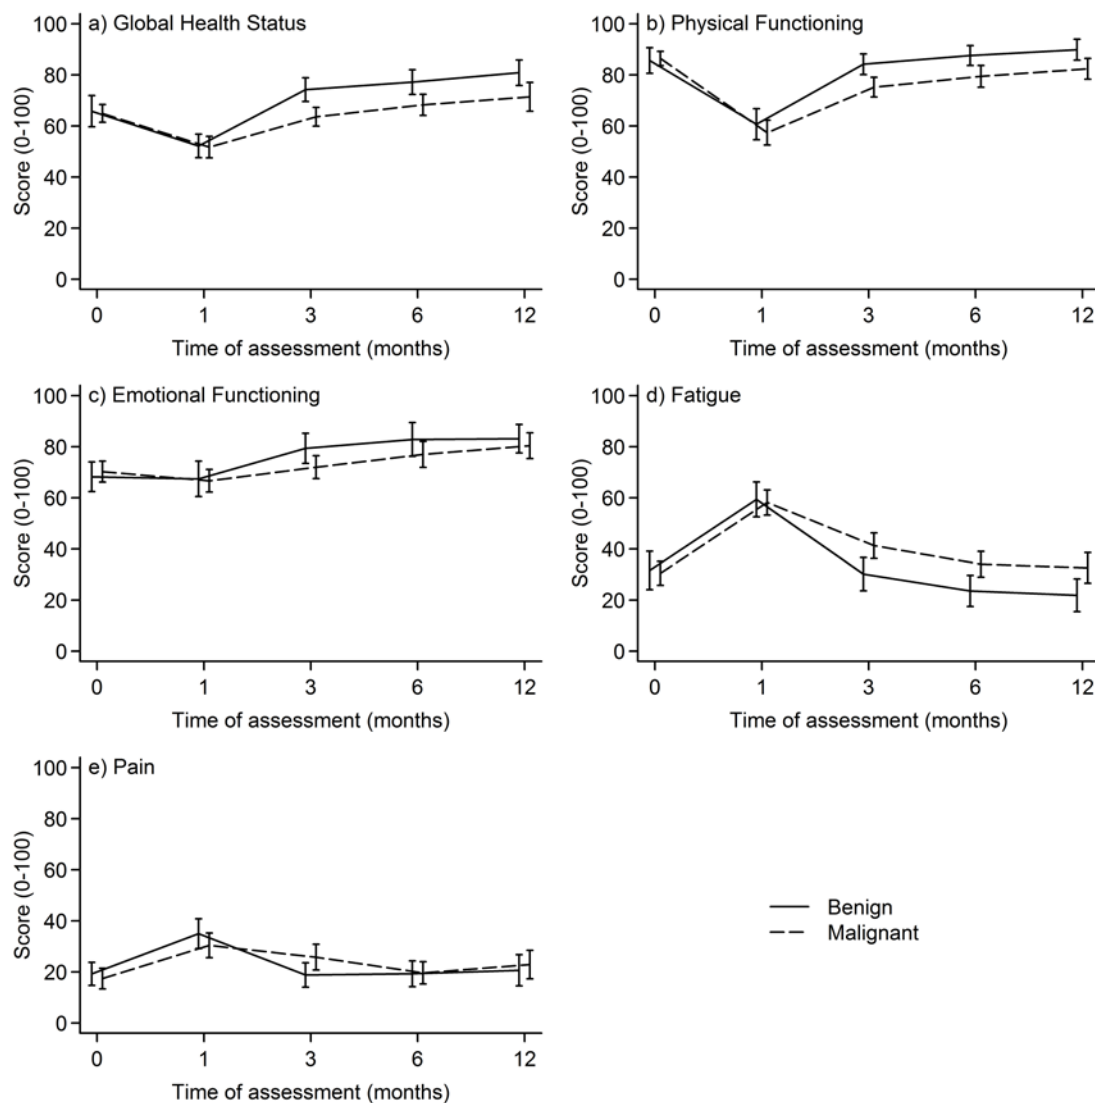 a) Global Health Status
100
80
60
40
20
0
Score (0-100)
0 1 3 6 12
Time of assessment (months)
b) Physical Functioning
100
80
60
40
20
0
Score (0-100)
0 1 3 6 12
Time of assessment (months)
c) Emotional Functioning
100
80
60
40
20
0
Score (0-100)
0 1 3 6 12
Time of assessment (months)
d) Fatigue
100
80
60
40
20
0
Score (0-100)
0 1 3 6 12
Time of assessment (months)
e) Pain
100
80
60
40
20
0
Score (0-100)
0 1 3 6 12
Time of assessment (months)
Benign
Malignant